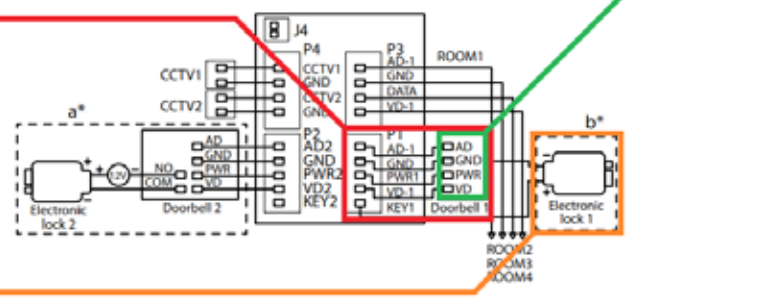 J4
P4
P3
CCTV1
GND
CCTV2
GND
AD-1
GND
DATA
VD-1
ROOM1
CCTV1
CCTV2
a*
b*
P2
AD2
GND
PWR2
VD2
KEY2
P1
AD-1
GND
PWR1
VD-1
KEY1
AD
GND
PWR
VD
Doorbell 1
AD
GND
PWR
VD
NO
COM
Doorbell 2
+ 12V −
+
−
Electronic
lock 2
−
+
Electronic
lock 1
ROOM2
ROOM3
ROOM4